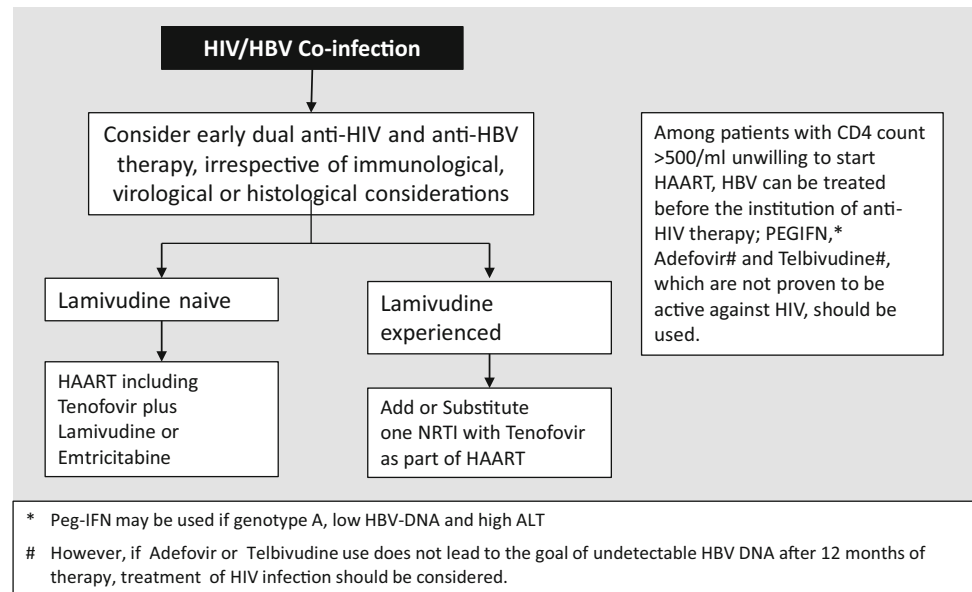 HIV/HBV Co-infection
Consider early dual anti-HIV and anti-HBV
therapy, irrespective of immunological,
virological or histological considerations
Lamivudine naive
HAART including
Tenofovir plus
Lamivudine or
Emtricitabine
Lamivudine
experienced
Add or Substitute
one NRTI with Tenofovir
as part of HAART
Among patients with CD4 count
>500/ml unwilling to start
HAART, HBV can be treated
before the institution of anti-
HIV therapy; PEGIFN,*
Adefovir# and Telbivudine#,
which are not proven to be
active against HIV, should be
used.
* Peg-IFN may be used if genotype A, low HBV-DNA and high ALT
# However, if Adefovir or Telbivudine use does not lead to the goal of undetectable HBV DNA after 12 months of
therapy, treatment of HIV infection should be considered.